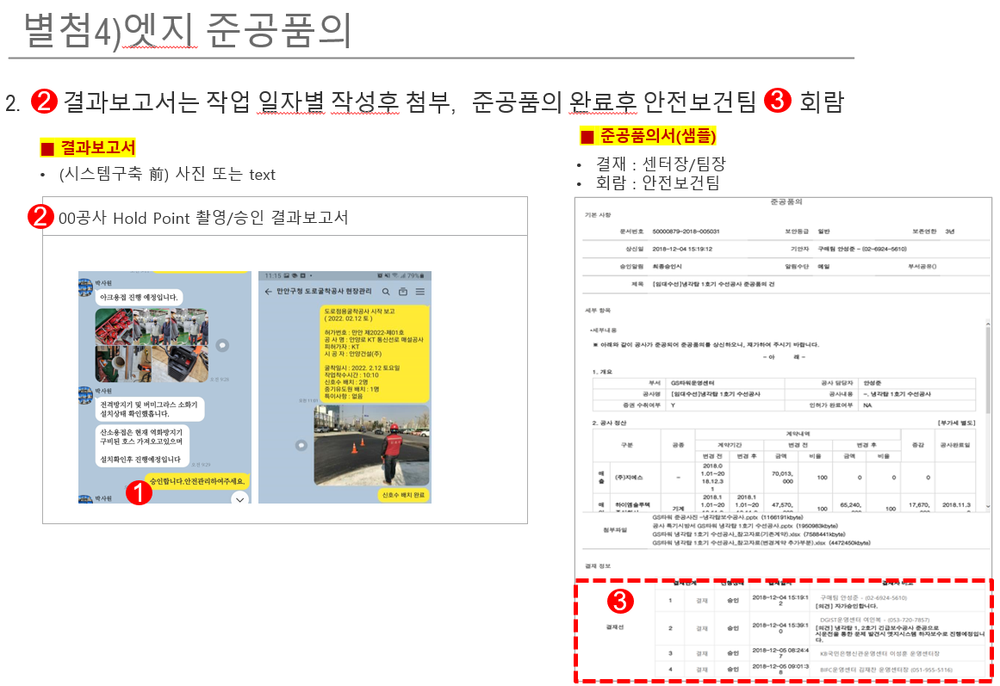 별첨4)엣지 준공품의
2. ② 결과보고서는 작업 일자별 작성후 첨부, 준공품의 완료후 안전보건팀 ③ 회람
■ 결과보고서
• (시스템구축 前) 사진 또는 text
② 00공사 Hold Point 촬영/승인 결과보고서
박사원
아크용접 진행 예정입니다.
오전 9:28
박사원
전격방지기 및 버미그라스 소화기
설치상태 확인했습니다.
산소용접은 현재 역화방지기
구비된 호스 가져오고있으며
설치확인후 진행예정입니다
오전 9:29
승인합니다.안전관리하여주세요.
①
박사원
11:15
79%
만안구청 도로굴착공사 현장관리
도로점용굴착공사 시작 보고
( 2022. 02.12 토.)
허가번호 : 만안 제2022-제01호
공 사 명 : 만양로 KT 통신선로 매설공사
피허가자 : KT
시 공 자 : 만안건설(주)
굴착일시 : 2022. 2.12 토요일
작업착수시간 : 10:10
신호수 배치 : 2명
중기유도원 배치 : 1명
특이사항 : 없음
신호수 배치 완료
■ 준공품의서(샘플)
• 결재 : 센터장/팀장
• 회람 : 안전보건팀
준공품의
기본 사항
문서번호 50000879-2018-005031 보안등급 일반 보존연한 3년
상신일 2018-12-04 15:19:12 기안자 구매팀 안성준 - (02-6924-5610)
승인알림 최종승인시 알림수단 메일 부서공유()
제목 [임대수선]냉각탑 1호기 수선공사 준공품의 건
세부 항목
•세부내용
■ 아래와 같이 공사가 준공되어 준공품의를 상신하오니, 재가하여 주시기 바랍니다.
- 아 래 -
1. 개요
부서 GS타워운영센터 공사 담당자 안성준
공사명 [임대수선]냉각탑 1호기 수선공사 공사내용 -. 냉각탑 1호기 수선공사
증권 수취여부 Y 인허가 완료여부 NA
2. 공사 정산 [부가세 별도]
구분 공종 계약내역 증감 공사완료일
계약기간 변경 전 변경 후
변경 전 변경 후 금액 비율 금액 비율
매출 (주)자에스 - 2018.01.01~2018.12.31 70,013,000 100 0 0 0
매 하이엠솔루텍 기계 2018.11.01~20 2018.11.01~20 47,570, 100 65,240, 100 17,670, 2018.11.3
첨부파일
GS타워 준공사진 -냉각탑보수공사.pptx (1166191kbyte)
공사 특기시방서 GS타워 냉각탑 1호기 수선공사.pptx (1950983kbyte)
GS타워 냉각탑 1호기 수선공사_참고자료(기존계약).xlsx (7588441kbyte)
GS타워 냉각탑 1호기 수선공사_참고자료(변경계약 추가부분).xlsx (4472450kbyte)
결재 정보
③
결재선
1 결재 승인 2018-12-04 15:19:12 구매팀 안성준 - (02-6924-5610)
[의견] 자가승인합니다.
2 결재 승인 2018-12-04 15:39:10 DGIST운영센터 여인복 - (053-720-7857)
[의견] 냉각탑 1, 2호기 긴급보수공사 준공으로
시운전을 통한 문제 발견시 엣지시스템 하자보수로 진행예정입니다.
3 결재 승인 2018-12-05 08:24:47 KB국민은행신관운영센터 이성훈 운영센터장
4 결재 승인 2018-12-05 09:01:38 BIFC운영센터 김재찬 운영센터장 (051-955-5116)